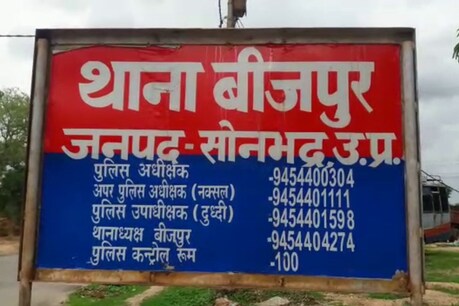 थाना बीजपुर
जनपद-सोनभद्र,उ.प्र.
पुलिस अधीक्षक -9454400304
अपर पुलिस अधीक्षक (नक्सल) -9454401111
पुलिस उपाधीक्षक (दुध्दी) -9454401598
थानाध्यक्ष बीजपुर -9454404274
पुलिस कन्ट्रोल रूम -100